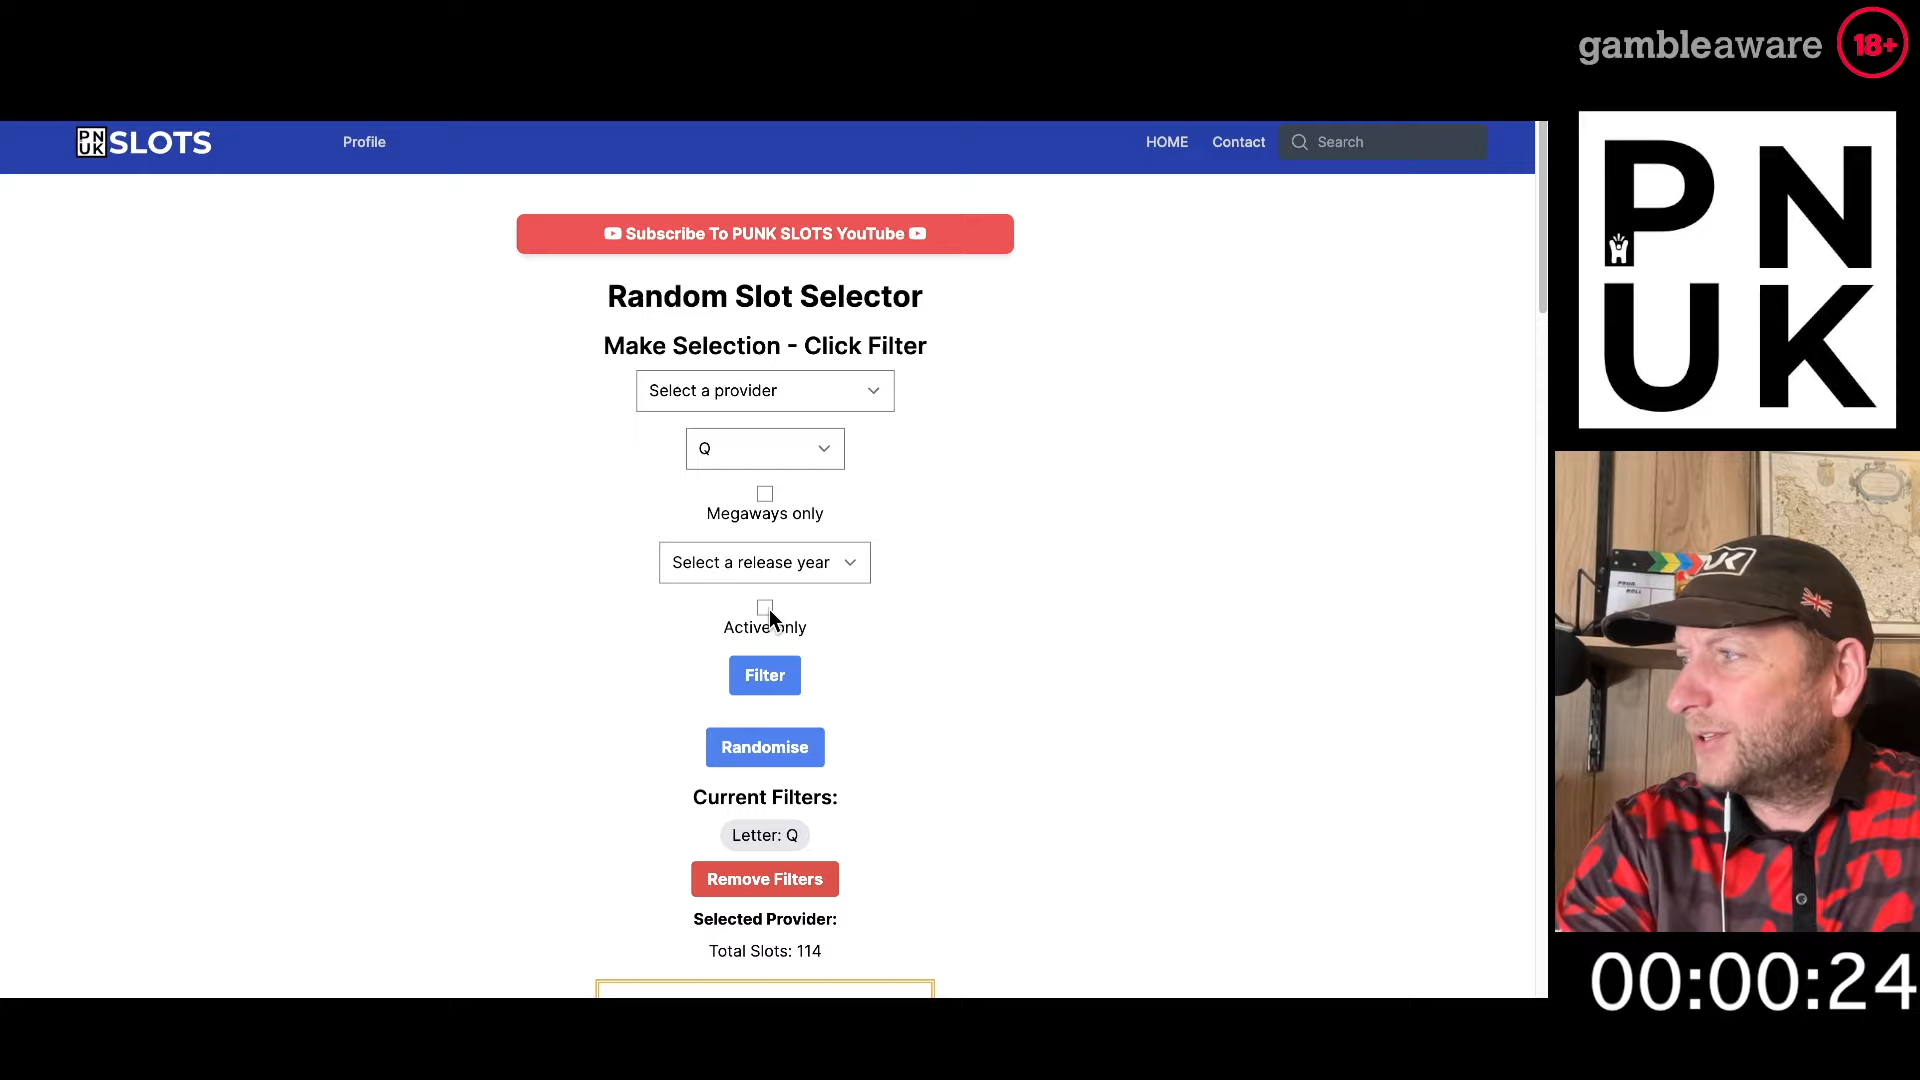 gambleaware 18+
PN
UK SLOTS
Profile
HOME
Contact
Search
Subscribe To PUNK SLOTS YouTube
Random Slot Selector
Make Selection - Click Filter
Select a provider
Q
Megaways only
Select a release year
Active only
Filter
Randomise
Current Filters:
Letter: Q
Remove Filters
Selected Provider:
Total Slots: 114
PN
UK
00:00:24